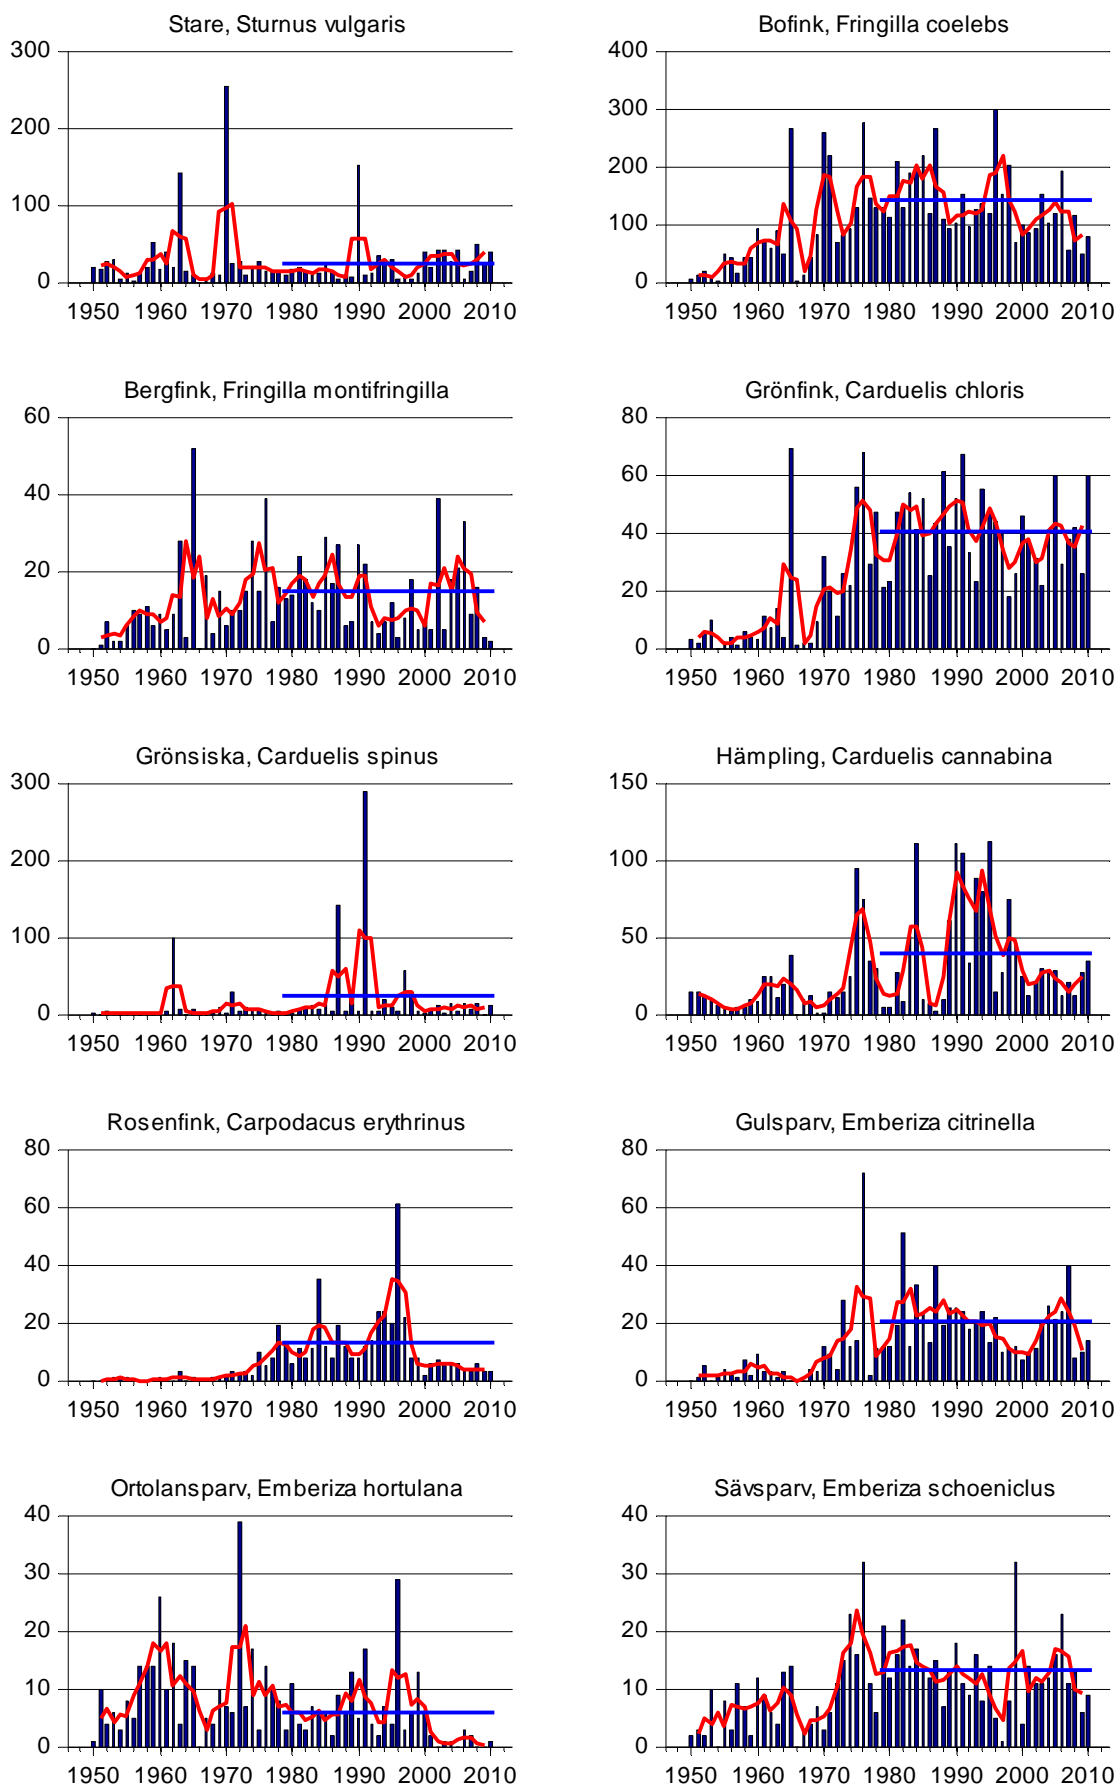 Stare, Sturnus vulgaris
300
200
100
0
1950 1960 1970 1980 1990 2000 2010
Bofink, Fringilla coelebs
400
300
200
100
0
1950 1960 1970 1980 1990 2000 2010
Bergfink, Fringilla montifringilla
60
40
20
0
1950 1960 1970 1980 1990 2000 2010
Grönfink, Carduelis chloris
80
60
40
20
0
1950 1960 1970 1980 1990 2000 2010
Grönsiska, Carduelis spinus
300
200
100
0
1950 1960 1970 1980 1990 2000 2010
Hämpling, Carduelis cannabina
150
100
50
0
1950 1960 1970 1980 1990 2000 2010
Rosenfink, Carpodacus erythrinus
80
60
40
20
0
1950 1960 1970 1980 1990 2000 2010
Gulsparv, Emberiza citrinella
80
60
40
20
0
1950 1960 1970 1980 1990 2000 2010
Ortolansparv, Emberiza hortulana
40
30
20
10
0
1950 1960 1970 1980 1990 2000 2010
Sävsparv, Emberiza schoeniclus
40
30
20
10
0
1950 1960 1970 1980 1990 2000 2010